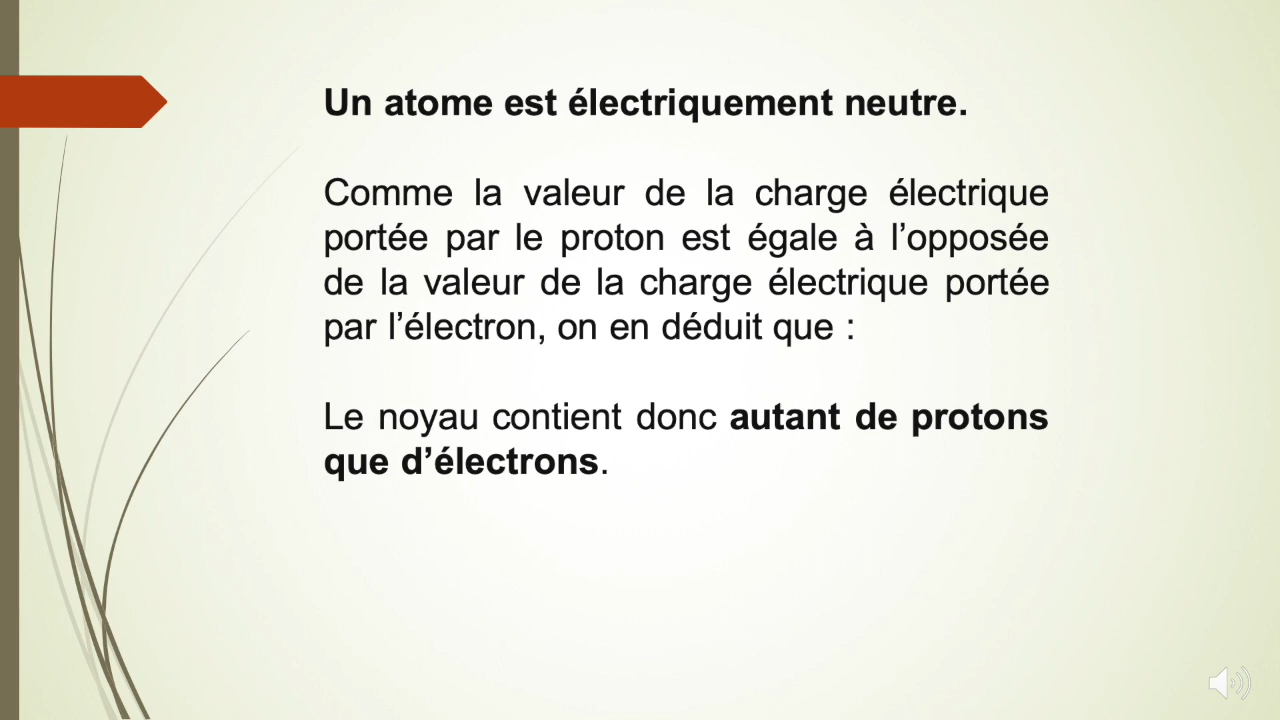 Un atome est électriquement neutre.
Comme la valeur de la charge électrique
portée par le proton est égale à l’opposée
de la valeur de la charge électrique portée
par l’électron, on en déduit que :
Le noyau contient donc autant de protons
que d’électrons.